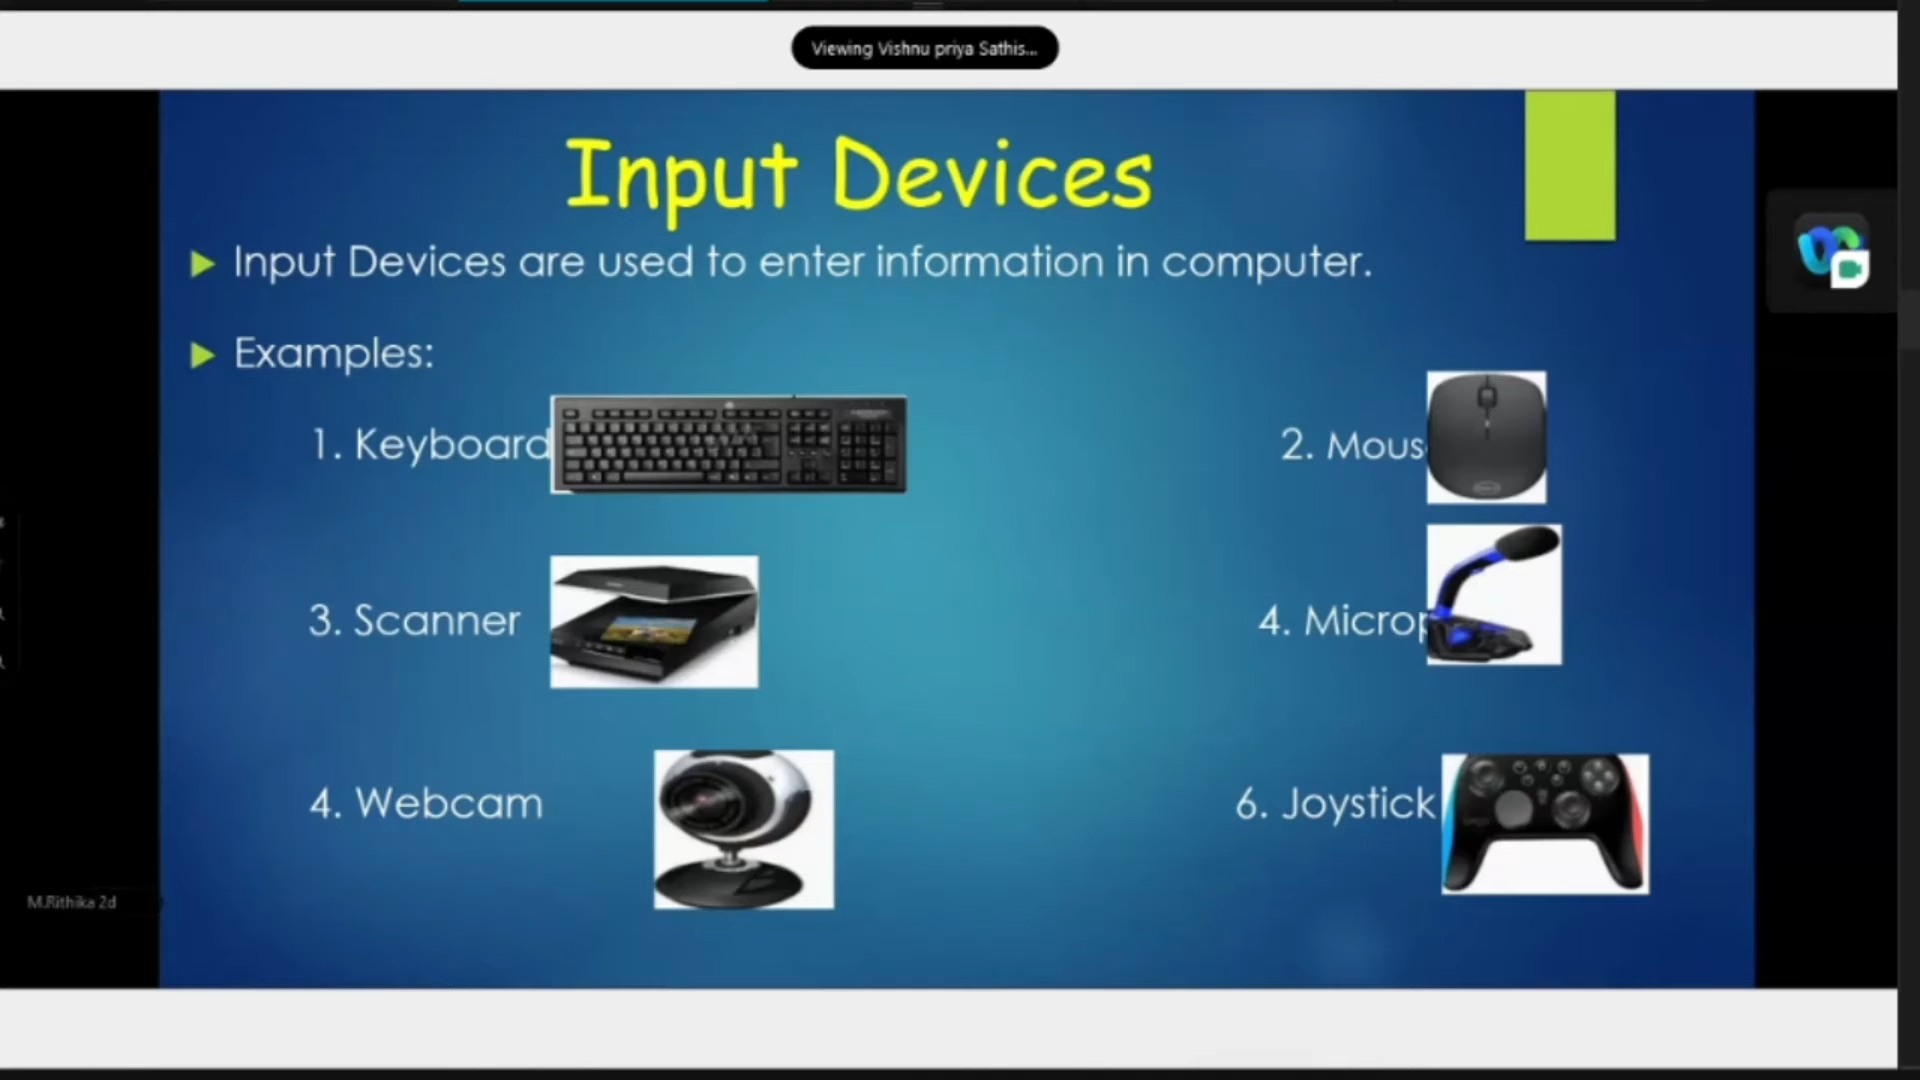 Viewing Vishnu priya Sathis...
Input Devices
Input Devices are used to enter information in computer.
Examples:
1. Keyboard
2. Mous
3. Scanner
4. Microp
4. Webcam
6. Joystick
M.Rithika 2d